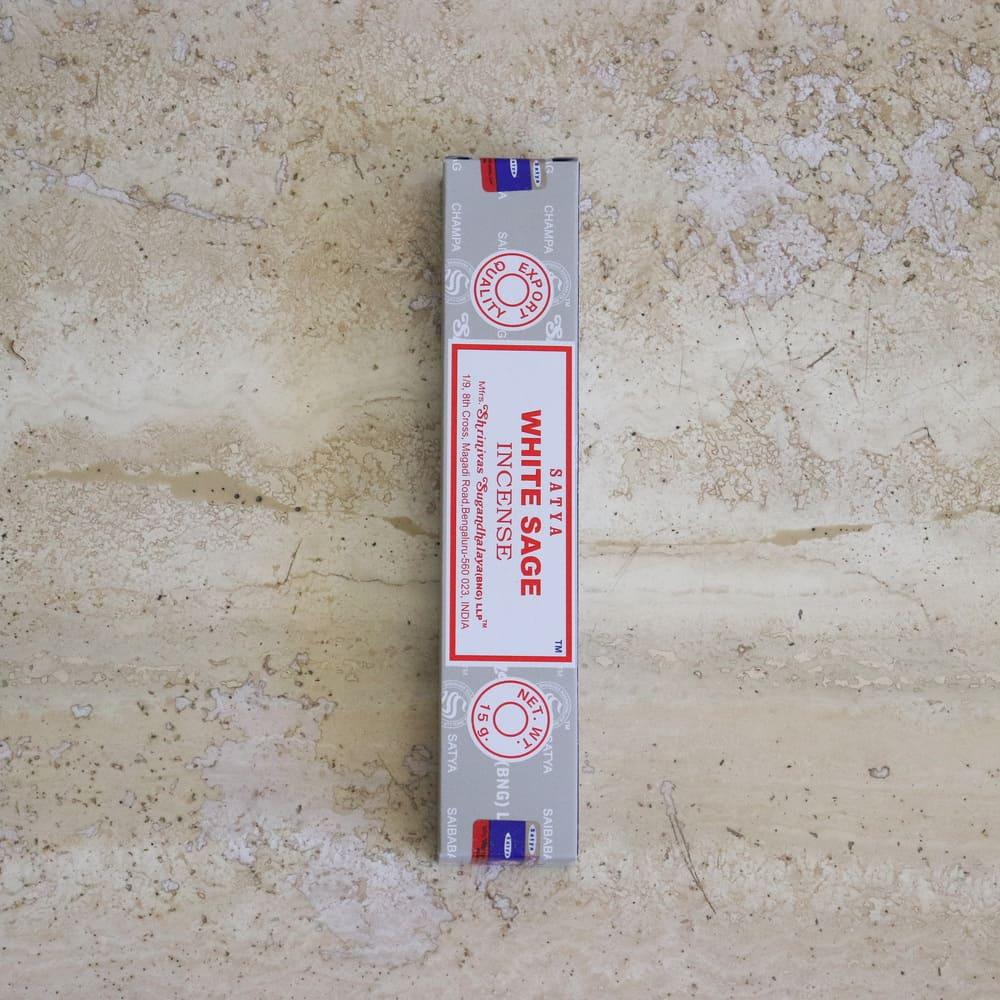 EXPORT QUALITY
SATYA
WHITE SAGE
INCENSE
Mfrs. Shrinivas Sugandhalaya (BNG) LLP™
1/9, 8th Cross, Magadi Road, Bengaluru-560 023, INDIA
TM
NET. WT. 15 g.
CHAMPA
CHAMPA
SATYA
SATYA
SAIBABA
SAIBABA
(BNG) L